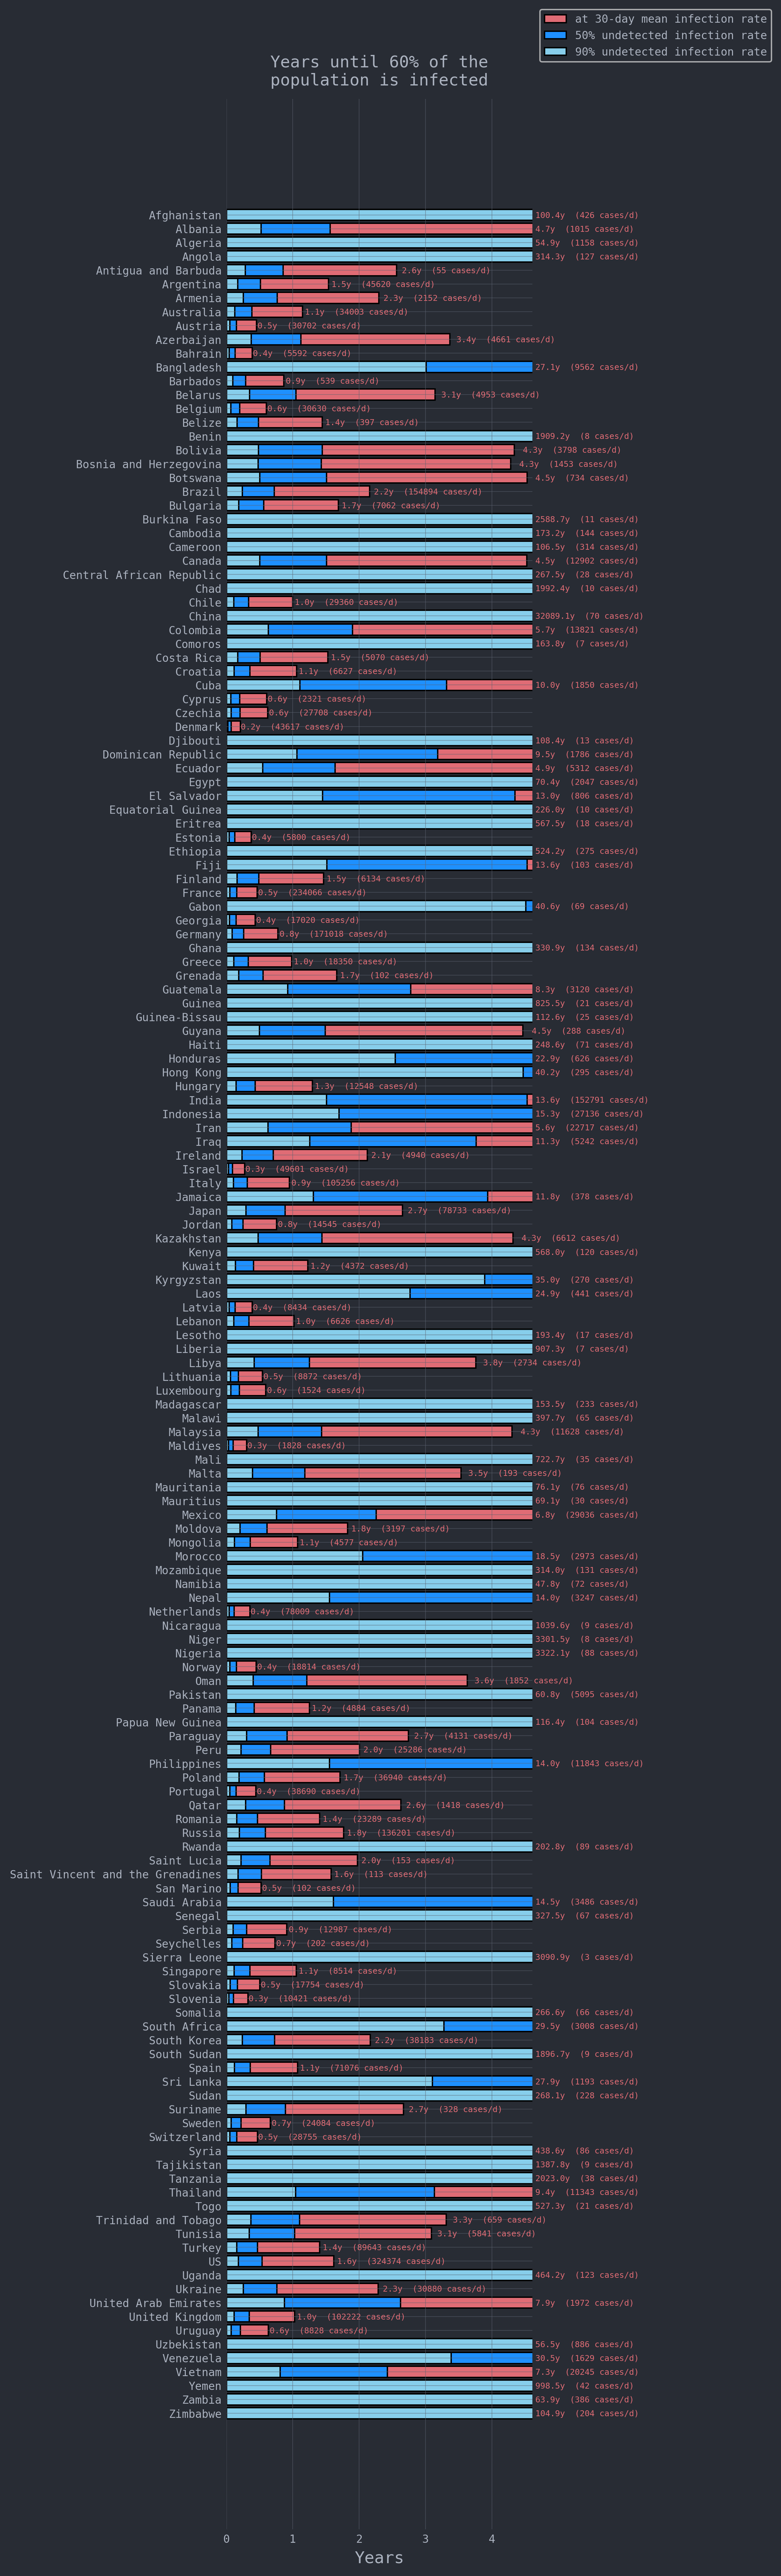 at 30-day mean infection rate
50% undetected infection rate
90% undetected infection rate
Years until 60% of the
population is infected
Afghanistan 100.4y (426 cases/d)
Albania 4.7y (1015 cases/d)
Algeria 54.9y (1158 cases/d)
Angola 314.3y (127 cases/d)
Antigua and Barbuda 2.6y (55 cases/d)
Argentina 1.5y (45620 cases/d)
Armenia 2.3y (2152 cases/d)
Australia 1.1y (34003 cases/d)
Austria 0.5y (30702 cases/d)
Azerbaijan 3.4y (4661 cases/d)
Bahrain 0.4y (5592 cases/d)
Bangladesh 27.1y (9562 cases/d)
Barbados 0.9y (539 cases/d)
Belarus 3.1y (4953 cases/d)
Belgium 0.6y (30630 cases/d)
Belize 1.4y (397 cases/d)
Benin 1909.2y (8 cases/d)
Bolivia 4.3y (3798 cases/d)
Bosnia and Herzegovina 4.3y (1453 cases/d)
Botswana 4.5y (734 cases/d)
Brazil 2.2y (154894 cases/d)
Bulgaria 1.7y (7062 cases/d)
Burkina Faso 2588.7y (11 cases/d)
Cambodia 173.2y (144 cases/d)
Cameroon 106.5y (314 cases/d)
Canada 4.5y (12902 cases/d)
Central African Republic 267.5y (28 cases/d)
Chad 1992.4y (10 cases/d)
Chile 1.0y (29360 cases/d)
China 32089.1y (70 cases/d)
Colombia 5.7y (13821 cases/d)
Comoros 163.8y (7 cases/d)
Costa Rica 1.5y (5070 cases/d)
Croatia 1.1y (6627 cases/d)
Cuba 10.0y (1850 cases/d)
Cyprus 0.6y (2321 cases/d)
Czechia 0.6y (27708 cases/d)
Denmark 0.2y (43617 cases/d)
Djibouti 108.4y (13 cases/d)
Dominican Republic 9.5y (1786 cases/d)
Ecuador 4.9y (5312 cases/d)
Egypt 70.4y (2047 cases/d)
El Salvador 13.0y (806 cases/d)
Equatorial Guinea 226.0y (10 cases/d)
Eritrea 567.5y (18 cases/d)
Estonia 0.4y (5800 cases/d)
Ethiopia 524.2y (275 cases/d)
Fiji 13.6y (103 cases/d)
Finland 1.5y (6134 cases/d)
France 0.5y (234066 cases/d)
Gabon 40.6y (69 cases/d)
Georgia 0.4y (17020 cases/d)
Germany 0.8y (171018 cases/d)
Ghana 330.9y (134 cases/d)
Greece 1.0y (18350 cases/d)
Grenada 1.7y (102 cases/d)
Guatemala 8.3y (3120 cases/d)
Guinea 825.5y (21 cases/d)
Guinea-Bissau 112.6y (25 cases/d)
Guyana 4.5y (288 cases/d)
Haiti 248.6y (71 cases/d)
Honduras 22.9y (626 cases/d)
Hong Kong 40.2y (295 cases/d)
Hungary 1.3y (12548 cases/d)
India 13.6y (152791 cases/d)
Indonesia 15.3y (27136 cases/d)
Iran 5.6y (22717 cases/d)
Iraq 11.3y (5242 cases/d)
Ireland 2.1y (4940 cases/d)
Israel 0.3y (49601 cases/d)
Italy 0.9y (105256 cases/d)
Jamaica 11.8y (378 cases/d)
Japan 2.7y (78733 cases/d)
Jordan 0.8y (14545 cases/d)
Kazakhstan 4.3y (6612 cases/d)
Kenya 568.0y (120 cases/d)
Kuwait 1.2y (4372 cases/d)
Kyrgyzstan 35.0y (270 cases/d)
Laos 24.9y (441 cases/d)
Latvia 0.4y (8434 cases/d)
Lebanon 1.0y (6626 cases/d)
Lesotho 193.4y (17 cases/d)
Liberia 907.3y (7 cases/d)
Libya 3.8y (2734 cases/d)
Lithuania 0.5y (8872 cases/d)
Luxembourg 0.6y (1524 cases/d)
Madagascar 153.5y (233 cases/d)
Malawi 397.7y (65 cases/d)
Malaysia 4.3y (11628 cases/d)
Maldives 0.3y (1828 cases/d)
Mali 722.7y (35 cases/d)
Malta 3.5y (193 cases/d)
Mauritania 76.1y (76 cases/d)
Mauritius 69.1y (30 cases/d)
Mexico 6.8y (29036 cases/d)
Moldova 1.8y (3197 cases/d)
Mongolia 1.1y (4577 cases/d)
Morocco 18.5y (2973 cases/d)
Mozambique 314.0y (131 cases/d)
Namibia 47.8y (72 cases/d)
Nepal 14.0y (3247 cases/d)
Netherlands 0.4y (78009 cases/d)
Nicaragua 1039.6y (9 cases/d)
Niger 3301.5y (8 cases/d)
Nigeria 3322.1y (88 cases/d)
Norway 0.4y (18814 cases/d)
Oman 3.6y (1852 cases/d)
Pakistan 60.8y (5095 cases/d)
Panama 1.2y (4884 cases/d)
Papua New Guinea 116.4y (104 cases/d)
Paraguay 2.7y (4131 cases/d)
Peru 2.0y (25286 cases/d)
Philippines 14.0y (11843 cases/d)
Poland 1.7y (36940 cases/d)
Portugal 0.4y (38690 cases/d)
Qatar 2.6y (1418 cases/d)
Romania 1.4y (23289 cases/d)
Russia 1.8y (136201 cases/d)
Rwanda 202.8y (89 cases/d)
Saint Lucia 2.0y (153 cases/d)
Saint Vincent and the Grenadines 1.6y (113 cases/d)
San Marino 0.5y (102 cases/d)
Saudi Arabia 14.5y (3486 cases/d)
Senegal 327.5y (67 cases/d)
Serbia 0.9y (12987 cases/d)
Seychelles 0.7y (202 cases/d)
Sierra Leone 3090.9y (3 cases/d)
Singapore 1.1y (8514 cases/d)
Slovakia 0.5y (17754 cases/d)
Slovenia 0.3y (10421 cases/d)
Somalia 266.6y (66 cases/d)
South Africa 29.5y (3008 cases/d)
South Korea 2.2y (38183 cases/d)
South Sudan 1896.7y (9 cases/d)
Spain 1.1y (71076 cases/d)
Sri Lanka 27.9y (1193 cases/d)
Sudan 268.1y (228 cases/d)
Suriname 2.7y (328 cases/d)
Sweden 0.7y (24084 cases/d)
Switzerland 0.5y (28755 cases/d)
Syria 438.6y (86 cases/d)
Tajikistan 1387.8y (9 cases/d)
Tanzania 2023.0y (38 cases/d)
Thailand 9.4y (11343 cases/d)
Togo 527.3y (21 cases/d)
Trinidad and Tobago 3.3y (659 cases/d)
Tunisia 3.1y (5841 cases/d)
Turkey 1.4y (89643 cases/d)
US 1.6y (324374 cases/d)
Uganda 464.2y (123 cases/d)
Ukraine 2.3y (30880 cases/d)
United Arab Emirates 7.9y (1972 cases/d)
United Kingdom 1.0y (102222 cases/d)
Uruguay 0.6y (8828 cases/d)
Uzbekistan 56.5y (886 cases/d)
Venezuela 30.5y (1629 cases/d)
Vietnam 7.3y (20245 cases/d)
Yemen 998.5y (42 cases/d)
Zambia 63.9y (386 cases/d)
Zimbabwe 104.9y (204 cases/d)
0 1 2 3 4
Years